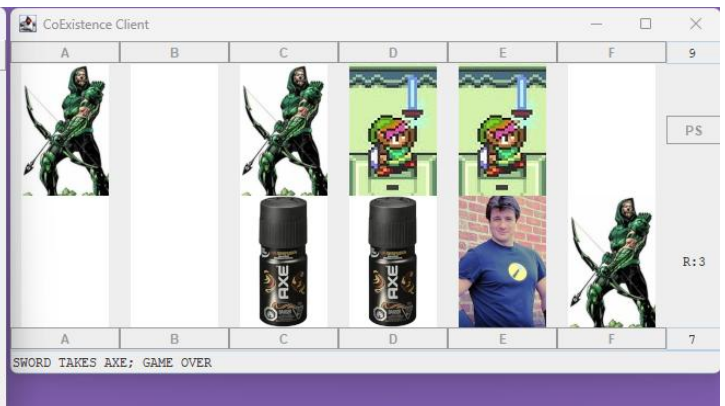 CoExistence Client
A B C D E F 9
PS
AXE AXE
R:3
A B C D E F 7
SWORD TAKES AXE; GAME OVER